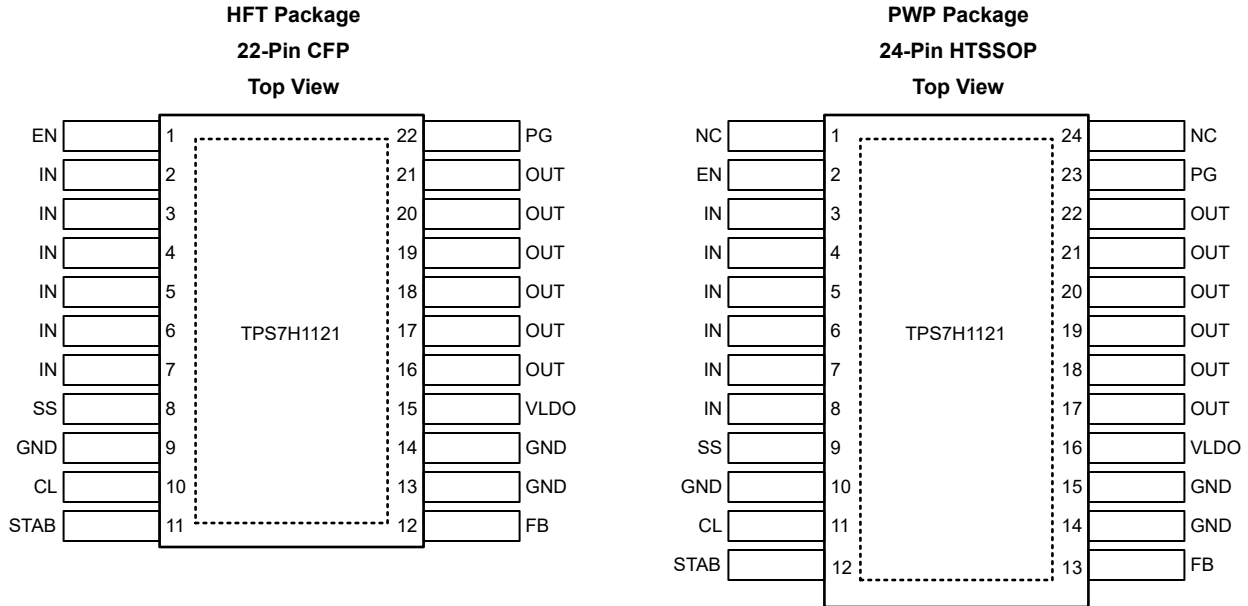 HFT Package
22-Pin CFP
Top View
EN 1 22 PG
IN 2 21 OUT
IN 3 20 OUT
IN 4 19 OUT
IN 5 18 OUT
IN 6 TPS7H1121 17 OUT
IN 7 16 OUT
SS 8 15 VLDO
GND 9 14 GND
CL 10 13 GND
STAB 11 12 FB
PWP Package
24-Pin HTSSOP
Top View
NC 1 24 NC
EN 2 23 PG
IN 3 22 OUT
IN 4 21 OUT
IN 5 20 OUT
IN 6 TPS7H1121 19 OUT
IN 7 18 OUT
IN 8 17 OUT
SS 9 16 VLDO
GND 10 15 GND
CL 11 14 GND
STAB 12 13 FB